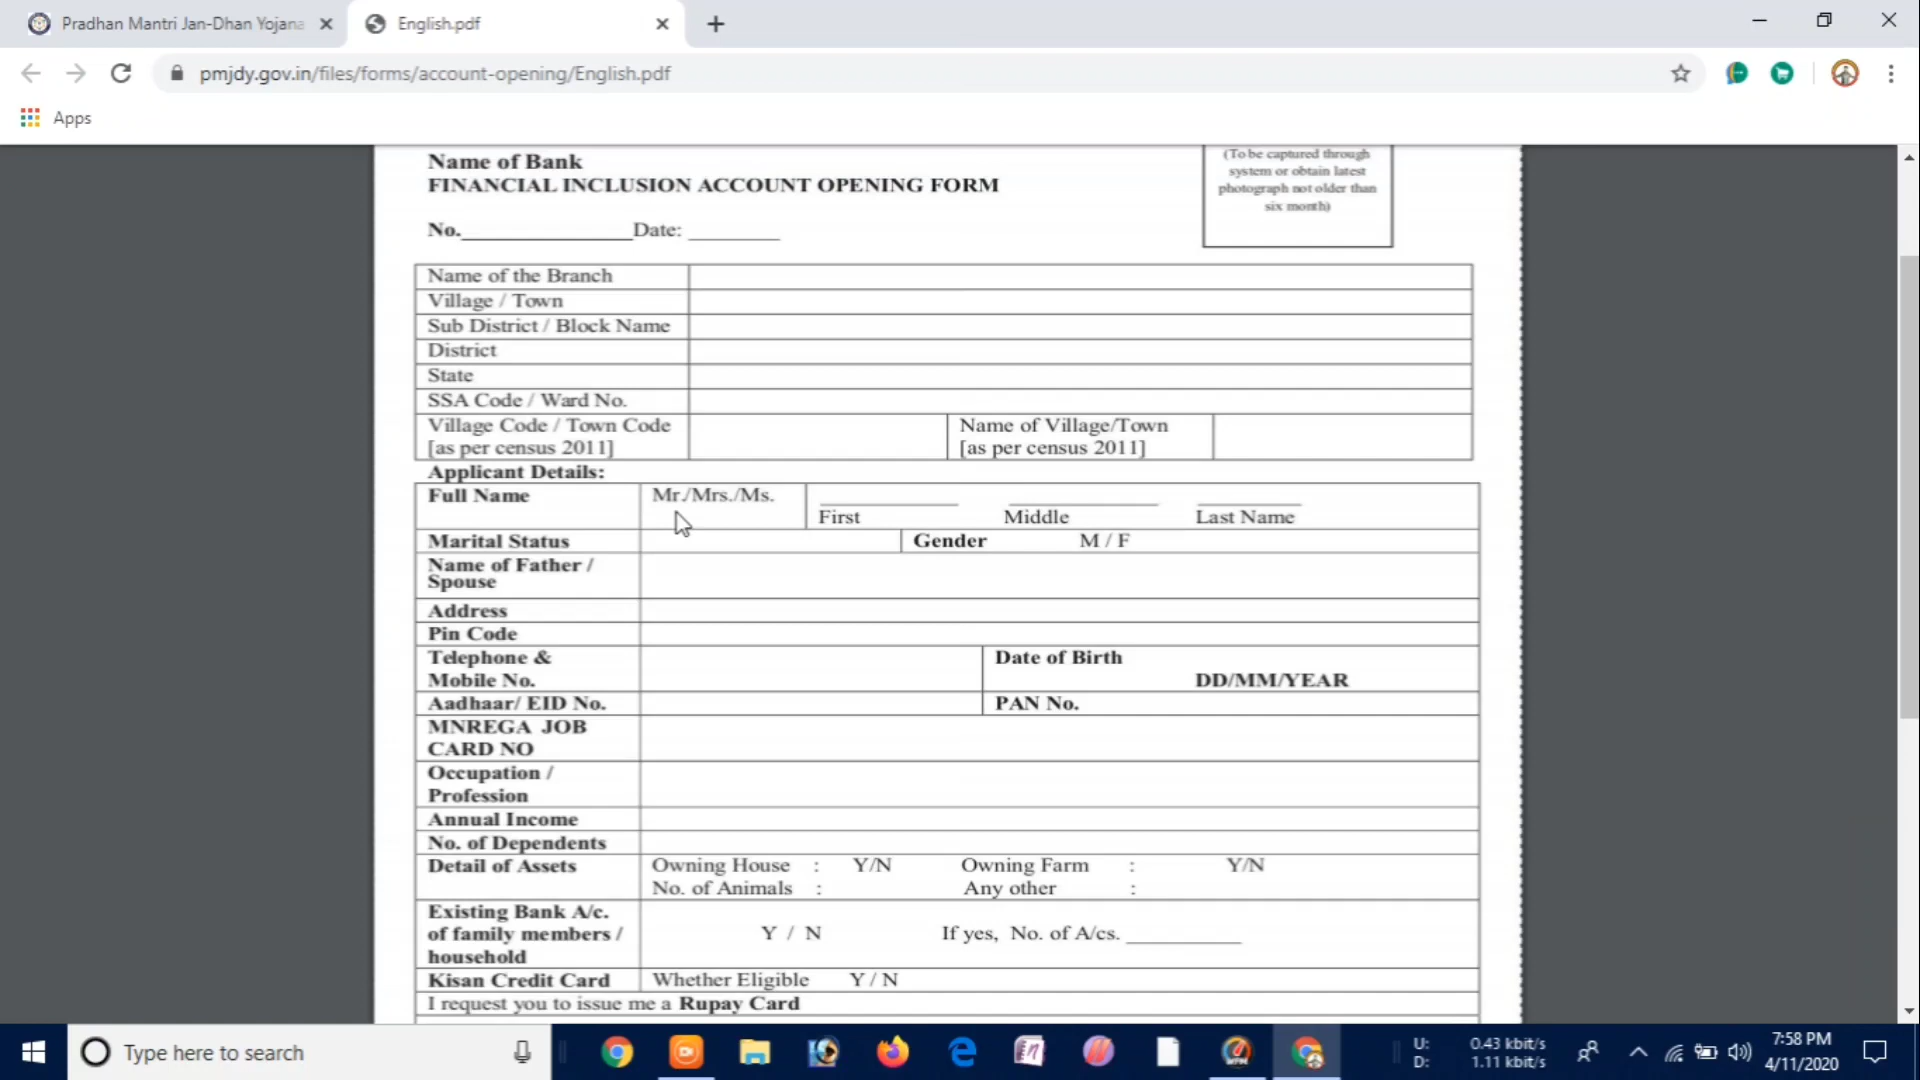 Pradhan Mantri Jan-Dhan Yojana
English.pdf
pmjdy.gov.in/files/forms/account-opening/English.pdf
Apps
Name of Bank
FINANCIAL INCLUSION ACCOUNT OPENING FORM
(To be captured through
system or obtain latest
photograph not older than
six month)
No.______________Date: ________
Name of the Branch
Village / Town
Sub District / Block Name
District
State
SSA Code / Ward No.
Village Code / Town Code
[as per census 2011]
Name of Village/Town
[as per census 2011]
Applicant Details:
Full Name
Mr./Mrs./Ms.
First Middle Last Name
Marital Status
Gender M / F
Name of Father /
Spouse
Address
Pin Code
Telephone &
Mobile No.
Date of Birth
DD/MM/YEAR
Aadhaar/ EID No.
PAN No.
MNREGA JOB
CARD NO
Occupation /
Profession
Annual Income
No. of Dependents
Detail of Assets
Owning House : Y/N Owning Farm : Y/N
No. of Animals : Any other :
Existing Bank A/c.
of family members /
household
Y / N If yes, No. of A/cs. __________
Kisan Credit Card
Whether Eligible Y / N
I request you to issue me a Rupay Card
Type here to search
U: 0.43 kbit/s
D: 1.11 kbit/s
7:58 PM
4/11/2020